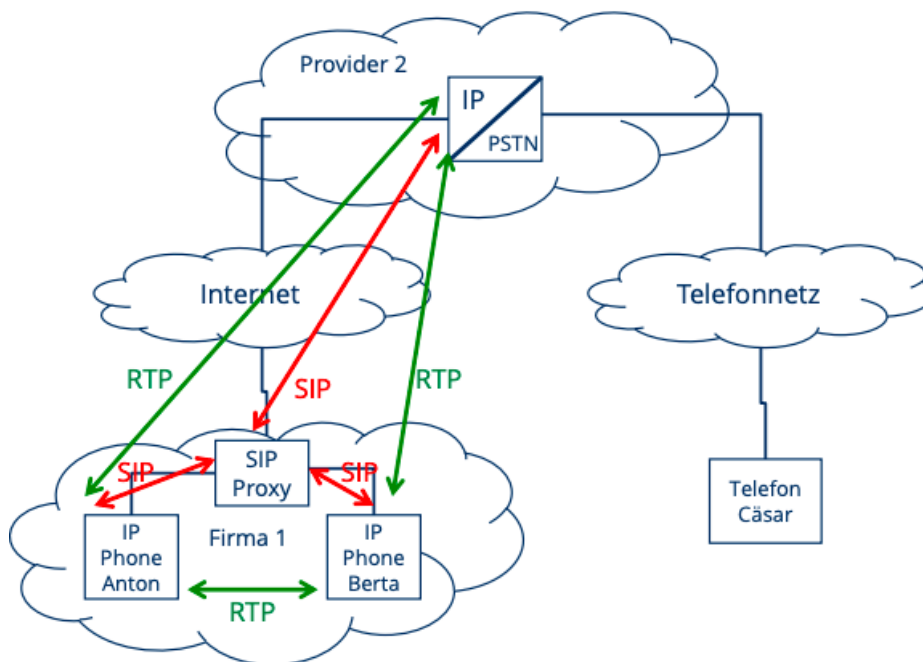 Provider 2
IP
PSTN
Internet
Telefonnetz
RTP
SIP
RTP
SIP
SIP
Proxy
SIP
IP
Phone
Anton
Firma 1
IP
Phone
Berta
RTP
Telefon
Cäsar